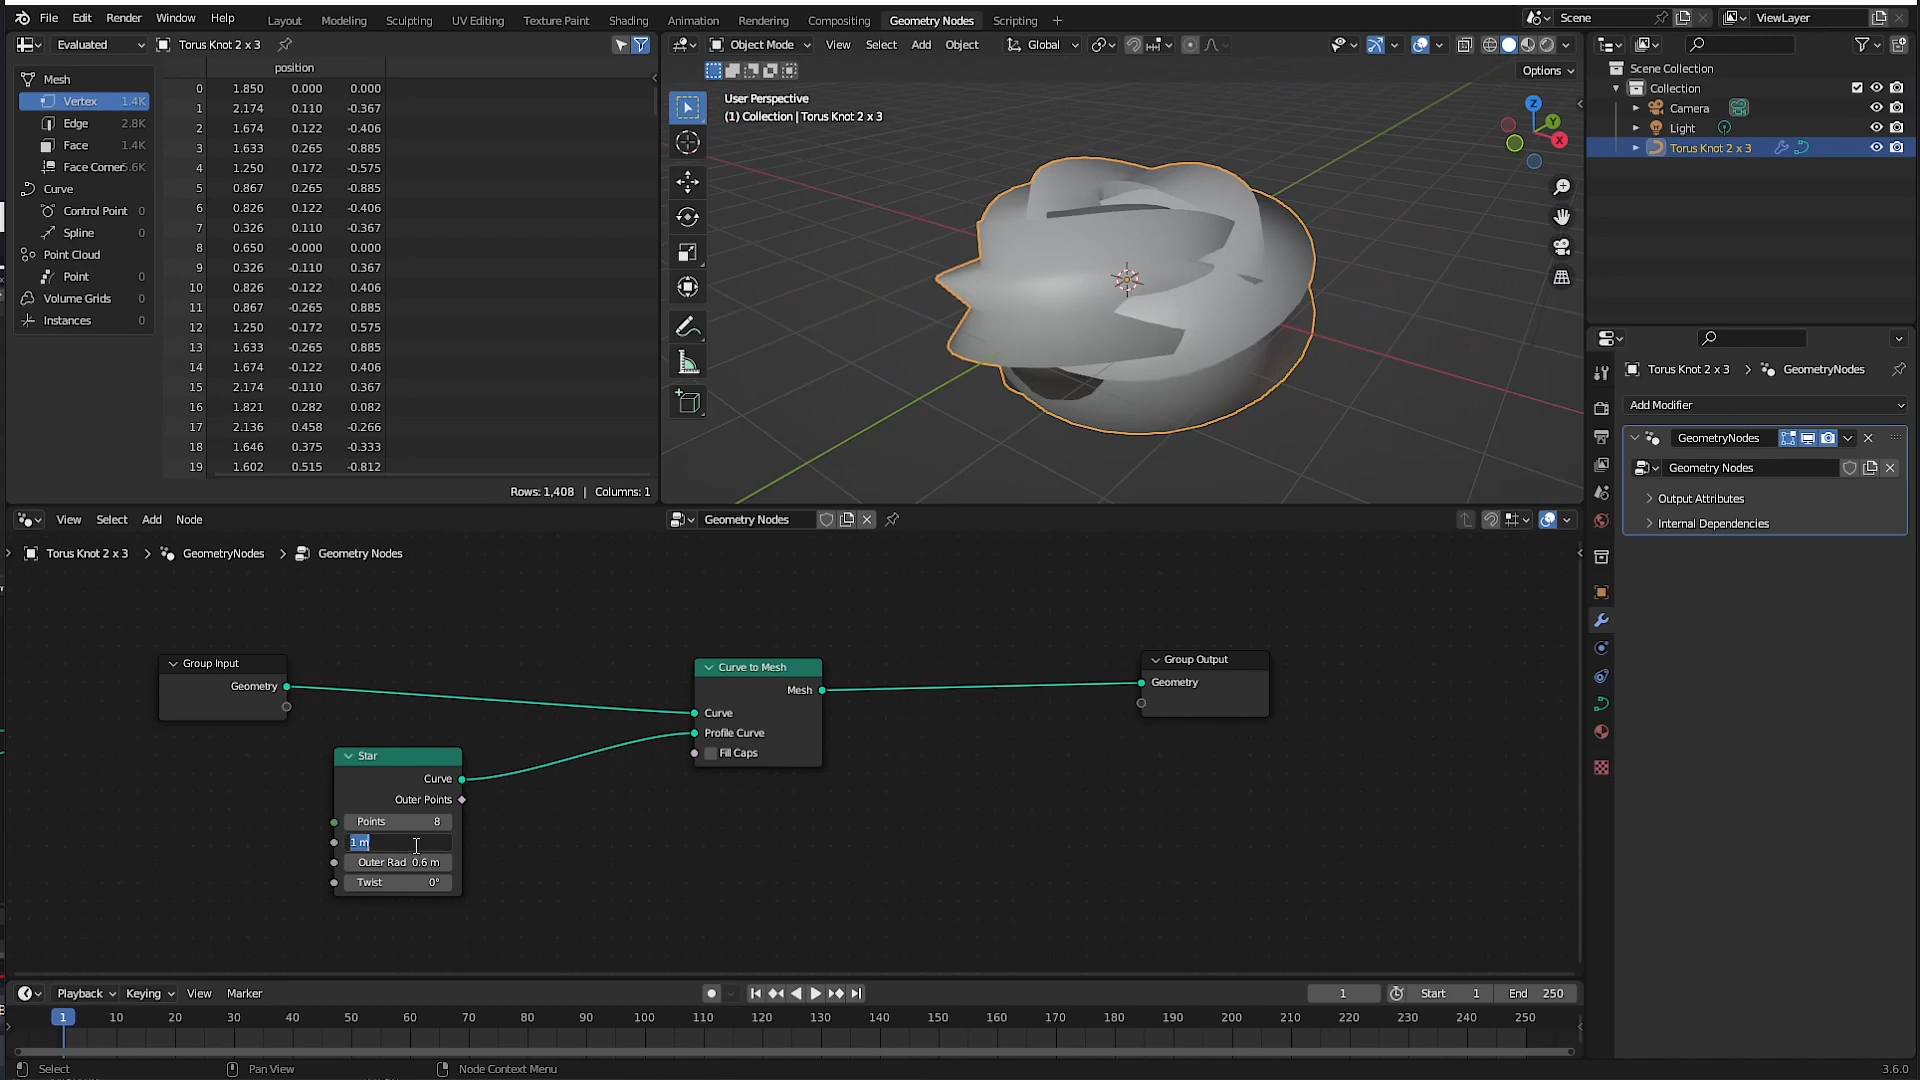 File Edit Render Window Help Layout Modeling Sculpting UV Editing Texture Paint Shading Animation Rendering Compositing Geometry Nodes Scripting + Scene ViewLayer
Evaluated Torus Knot 2 x 3
position
Mesh
Vertex 1.4K
Edge 2.8K
Face 1.4K
Face Corner 5.6K
Curve
Control Point 0
Spline 0
Point Cloud
Point 0
Volume Grids 0
Instances 0
0 1.850 0.000 0.000
1 2.174 0.110 -0.367
2 1.674 0.122 -0.406
3 1.633 0.265 -0.885
4 1.250 0.172 -0.575
5 0.867 0.265 -0.885
6 0.826 0.122 -0.406
7 0.326 0.110 -0.367
8 0.650 -0.000 0.000
9 0.326 -0.110 0.367
10 0.826 -0.122 0.406
11 0.867 -0.265 0.885
12 1.250 -0.172 0.575
13 1.633 -0.265 0.885
14 1.674 -0.122 0.406
15 2.174 -0.110 0.367
16 1.821 0.282 0.082
17 2.136 0.458 -0.266
18 1.646 0.375 -0.333
19 1.602 0.515 -0.812
Rows: 1,408 | Columns: 1
Object Mode View Select Add Object Global
Options
User Perspective
(1) Collection | Torus Knot 2 x 3
Z
Y
X
Scene Collection
Collection
Camera
Light
Torus Knot 2 x 3
Torus Knot 2 x 3 > GeometryNodes
Add Modifier
GeometryNodes
Geometry Nodes
Output Attributes
Internal Dependencies
View Select Add Node Geometry Nodes
Torus Knot 2 x 3 > GeometryNodes > Geometry Nodes
Group Input
Geometry
Star
Curve
Outer Points
Points 8
1 m
Outer Rad 0.6 m
Twist 0°
Curve to Mesh
Mesh
Curve
Profile Curve
Fill Caps
Group Output
Geometry
Playback Keying View Marker 1 Start 1 End 250
1 10 20 30 40 50 60 70 80 90 100 110 120 130 140 150 160 170 180 190 200 210 220 230 240 250
Select Pan View Node Context Menu 3.6.0